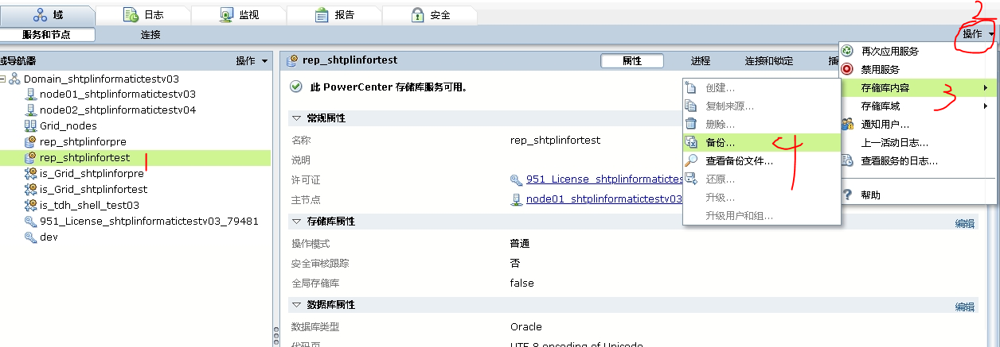 域 日志 监视 报告 安全 2
服务和节点 连接 操作
域导航器 操作
Domain_shtplinformatictestv03
node01_shtplinformatictestv03
node02_shtplinformatictestv04
Grid_nodes
rep_shtplinforpre
rep_shtplinfortest 1
is_Grid_shtplinforpre
is_Grid_shtplinfortest
is_tdh_shell_test03
951_License_shtplinformatictestv03_79481
dev
rep_shtplinfortest 属性 进程 连接和锁定 插
此 PowerCenter 存储库服务可用。
常规属性
名称 rep_shtplinfortest
说明
许可证 951_License_shtplinformatictes
主节点 node01_shtplinformatictestv03
存储库属性 编辑
操作模式 普通
安全审核跟踪 否
全局存储库 false
数据库属性 编辑
数据库类型 Oracle
代码页 UTF-8 encoding of Unicode
创建...
复制来源...
删除...
备份... 4
查看备份文件...
还原...
升级...
升级用户和组...
再次应用服务
禁用服务
存储库内容 3
存储库域
通知用户...
上一活动日志...
查看服务的日志...
帮助